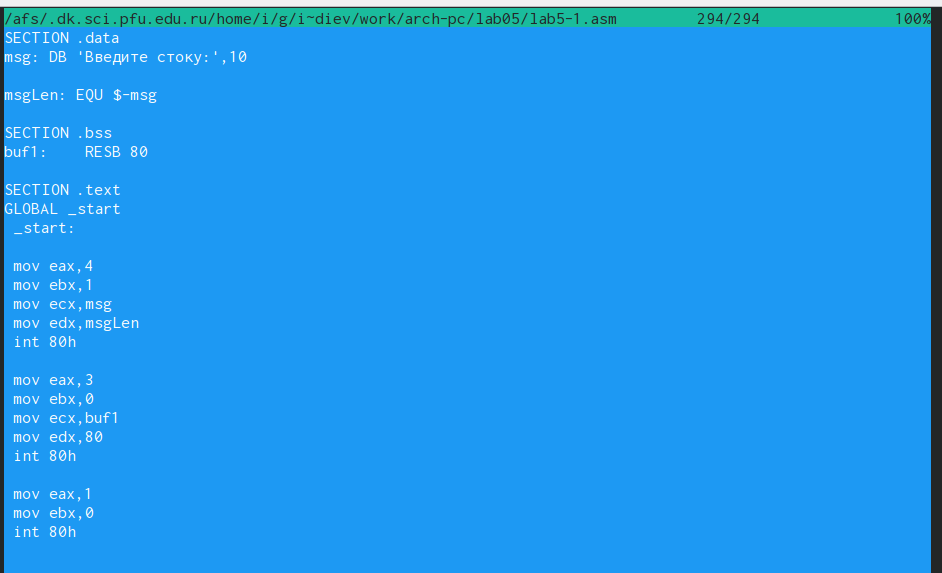 /afs/.dk.sci.pfu.edu.ru/home/i/g/i~diev/work/arch-pc/lab05/lab5-1.asm 294/294 100%
SECTION .data
msg: DB 'Введите стоку:',10
msgLen: EQU $-msg
SECTION .bss
buf1: RESB 80
SECTION .text
GLOBAL _start
_start:
mov eax,4
mov ebx,1
mov ecx,msg
mov edx,msgLen
int 80h
mov eax,3
mov ebx,0
mov ecx,buf1
mov edx,80
int 80h
mov eax,1
mov ebx,0
int 80h